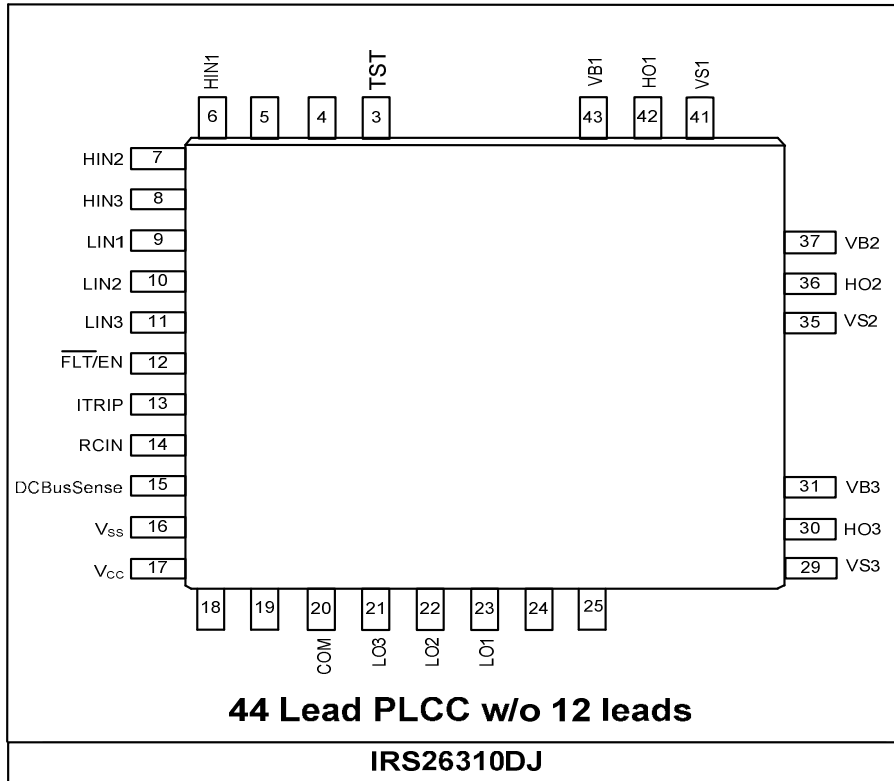 HIN1 TST VB1 HO1 VS1
6 5 4 3 43 42 41
HIN2 7
HIN3 8
LIN1 9
37 VB2
LIN2 10
36 HO2
LIN3 11
35 VS2
FLT/EN 12
ITRIP 13
RCIN 14
DCBusSense 15
31 VB3
VSS 16
30 HO3
VCC 17
29 VS3
18 19 20 21 22 23 24 25
COM LO3 LO2 LO1
44 Lead PLCC w/o 12 leads
IRS26310DJ